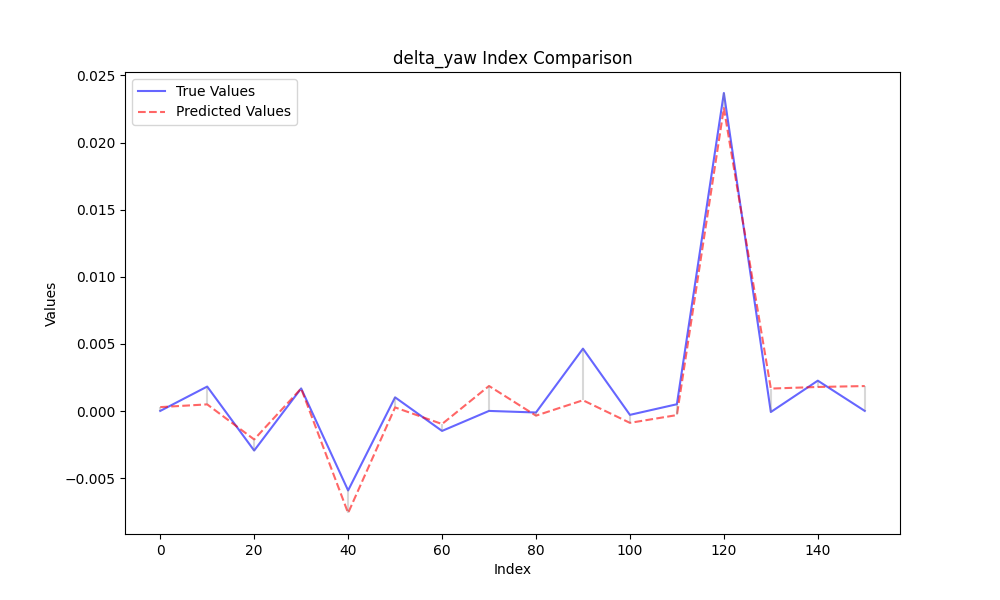 delta_yaw Index Comparison
True Values
Predicted Values
Values
0.025
0.020
0.015
0.010
0.005
0.000
−0.005
0 20 40 60 80 100 120 140
Index